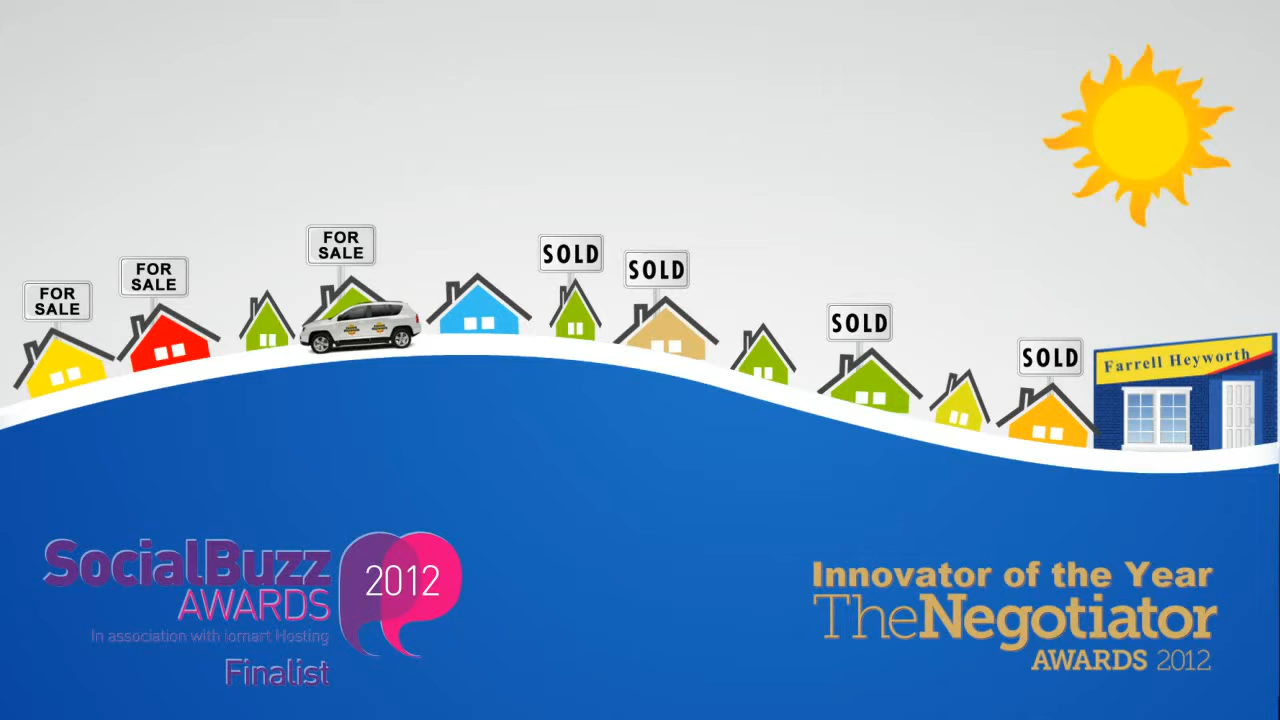 FOR
SALE
FOR
SALE
FOR
SALE
SOLD
SOLD
SOLD
SOLD
Farrell Heyworth
SocialBuzz
AWARDS
In association with iomart Hosting
Finalist
2012
Innovator of the Year
TheNegotiator
AWARDS 2012